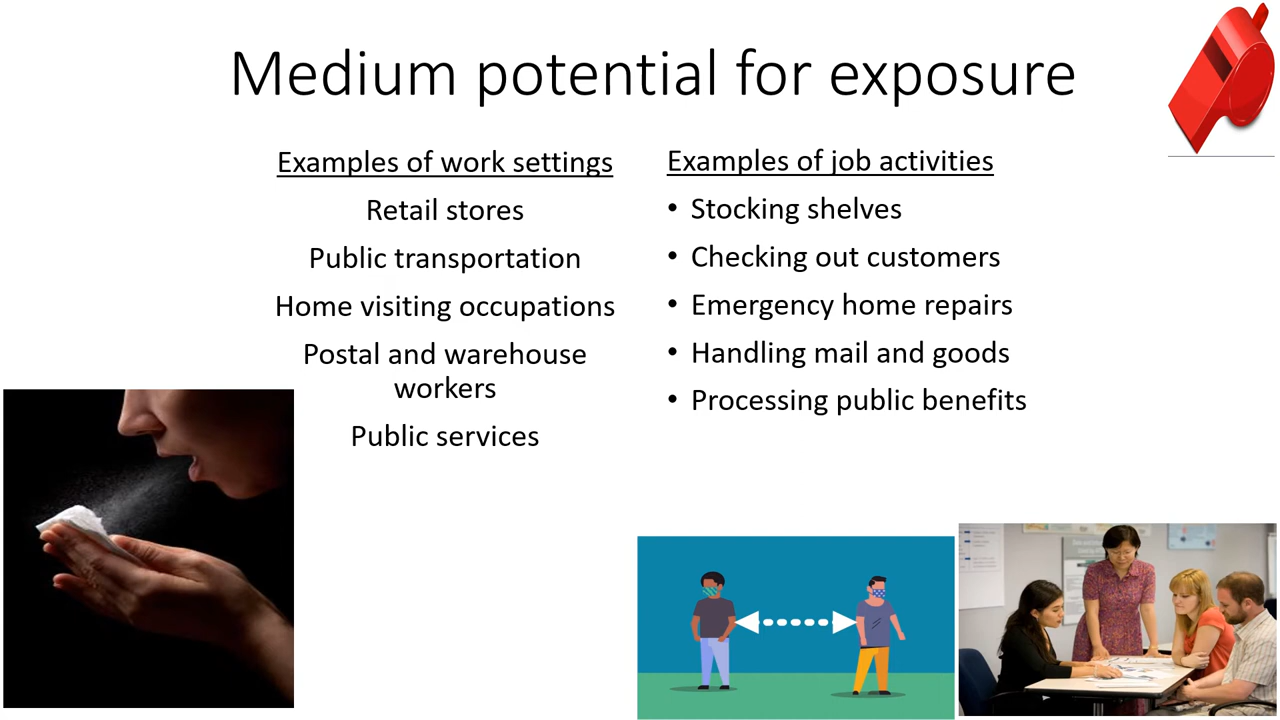 Medium potential for exposure
Examples of work settings
Retail stores
Public transportation
Home visiting occupations
Postal and warehouse
workers
Public services
Examples of job activities
• Stocking shelves
• Checking out customers
• Emergency home repairs
• Handling mail and goods
• Processing public benefits